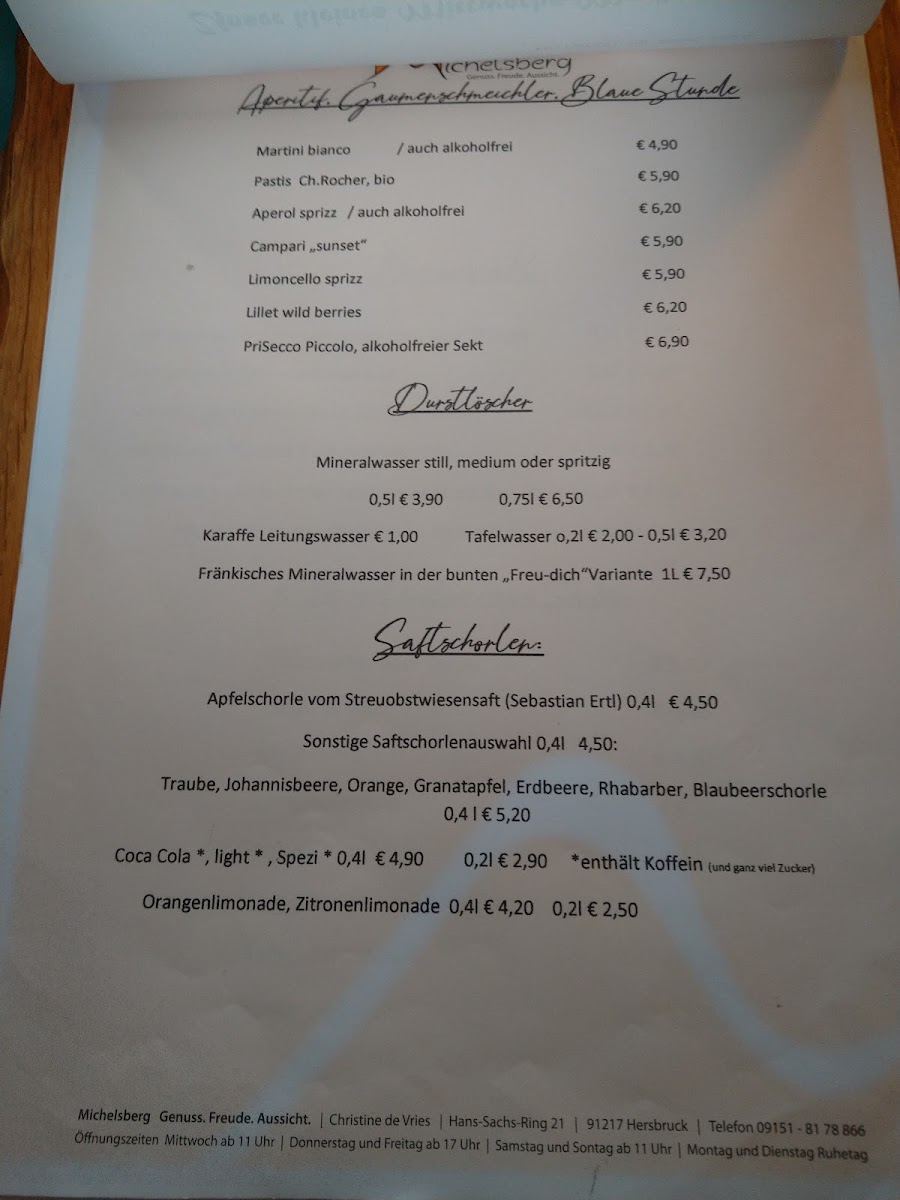 Michelsberg
Genuss. Freude. Aussicht.
Aperitif. Gaumenschmeichler. Blaue Stunde
Martini bianco / auch alkoholfrei € 4,90
Pastis Ch.Rocher, bio € 5,90
Aperol sprizz / auch alkoholfrei € 6,20
Campari „sunset“ € 5,90
Limoncello sprizz € 5,90
Lillet wild berries € 6,20
PriSecco Piccolo, alkoholfreier Sekt € 6,90
Durstlöscher
Mineralwasser still, medium oder spritzig
0,5l € 3,90 0,75l € 6,50
Karaffe Leitungswasser € 1,00 Tafelwasser o,2l € 2,00 - 0,5l € 3,20
Fränkisches Mineralwasser in der bunten „Freu-dich“Variante 1L € 7,50
Saftschorlen:
Apfelschorle vom Streuobstwiesensaft (Sebastian Ertl) 0,4l € 4,50
Sonstige Saftschorlenauswahl 0,4l 4,50:
Traube, Johannisbeere, Orange, Granatapfel, Erdbeere, Rhabarber, Blaubeerschorle
0,4 l € 5,20
Coca Cola *, light * , Spezi * 0,4l € 4,90 0,2l € 2,90 *enthält Koffein (und ganz viel Zucker)
Orangenlimonade, Zitronenlimonade 0,4l € 4,20 0,2l € 2,50
Michelsberg Genuss. Freude. Aussicht. | Christine de Vries | Hans-Sachs-Ring 21 | 91217 Hersbruck | Telefon 09151 - 81 78 866
Öffnungszeiten Mittwoch ab 11 Uhr | Donnerstag und Freitag ab 17 Uhr | Samstag und Sontag ab 11 Uhr | Montag und Dienstag Ruhetag